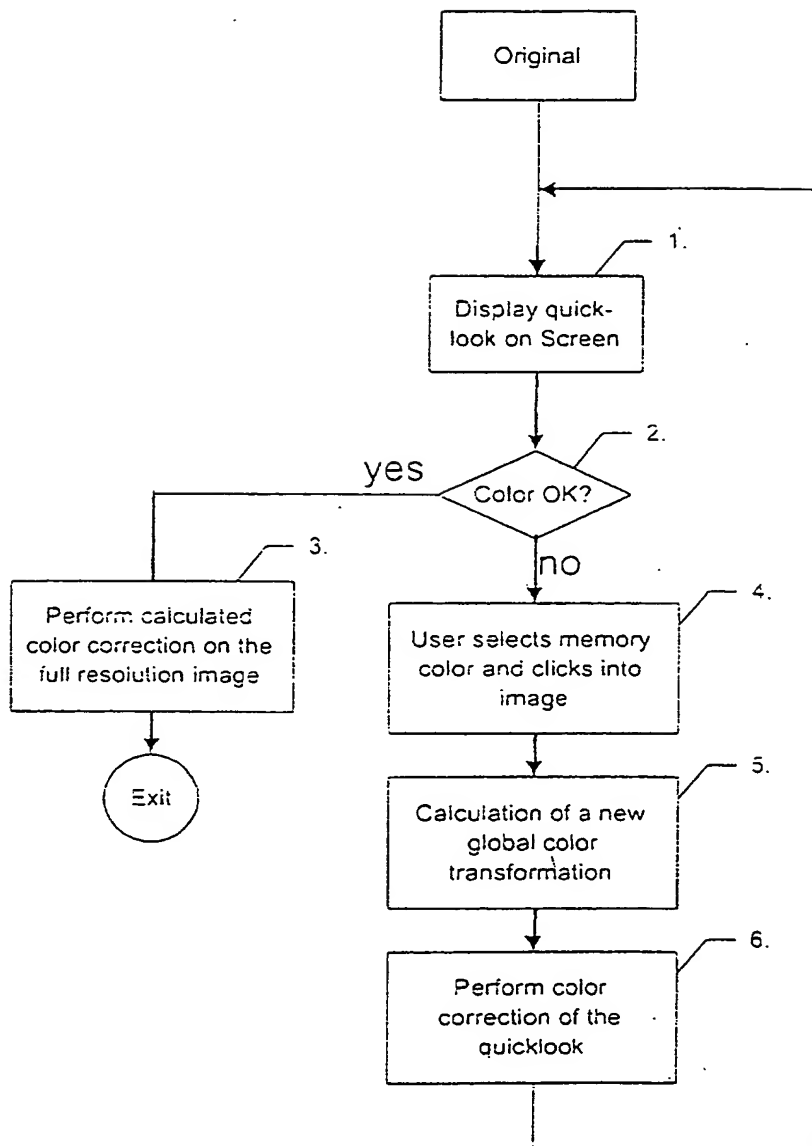 Original
1.
Display quick-
look on Screen
2.
yes
Color OK?
no
3.
Perform calculated
color correction on the
full resolution image
Exit
4.
User selects memory
color and clicks into
image
5.
Calculation of a new
global color
transformation
6.
Perform color
correction of the
quicklook